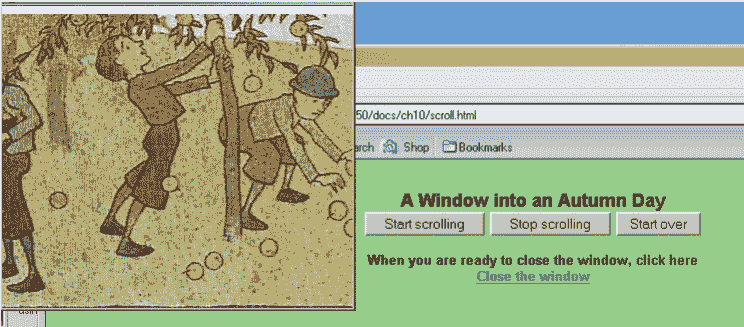 50/docs/ch10/scroll.html
arch Shop Bookmarks
A Window into an Autumn Day
Start scrolling Stop scrolling Start over
When you are ready to close the window, click here
Close the window